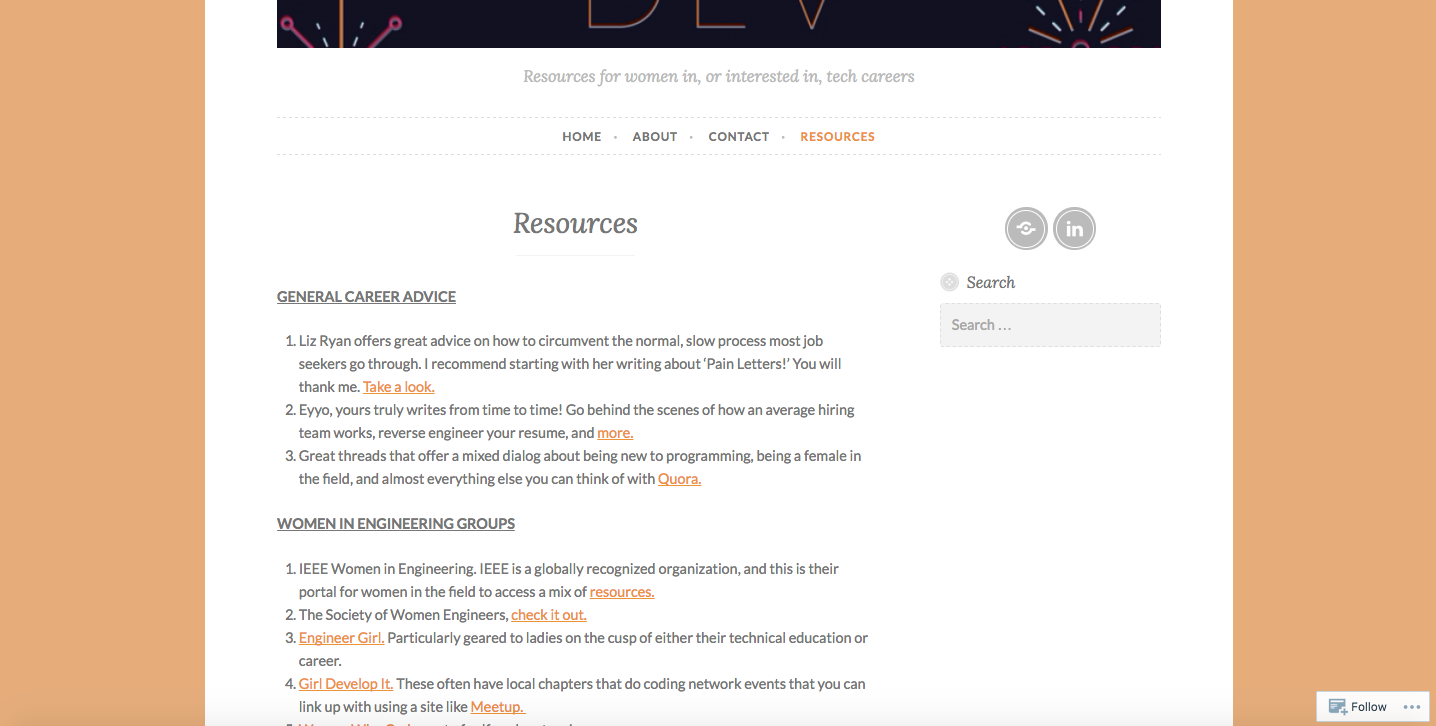 DEV
Resources for women in, or interested in, tech careers
HOME • ABOUT • CONTACT • RESOURCES
Resources
in
Search
Search …
GENERAL CAREER ADVICE
1. Liz Ryan offers great advice on how to circumvent the normal, slow process most job
seekers go through. I recommend starting with her writing about ‘Pain Letters!’ You will
thank me. Take a look.
2. Eyyo, yours truly writes from time to time! Go behind the scenes of how an average hiring
team works, reverse engineer your resume, and more.
3. Great threads that offer a mixed dialog about being new to programming, being a female in
the field, and almost everything else you can think of with Quora.
WOMEN IN ENGINEERING GROUPS
1. IEEE Women in Engineering. IEEE is a globally recognized organization, and this is their
portal for women in the field to access a mix of resources.
2. The Society of Women Engineers, check it out.
3. Engineer Girl. Particularly geared to ladies on the cusp of either their technical education or
career.
4. Girl Develop It. These often have local chapters that do coding network events that you can
link up with using a site like Meetup.
Follow